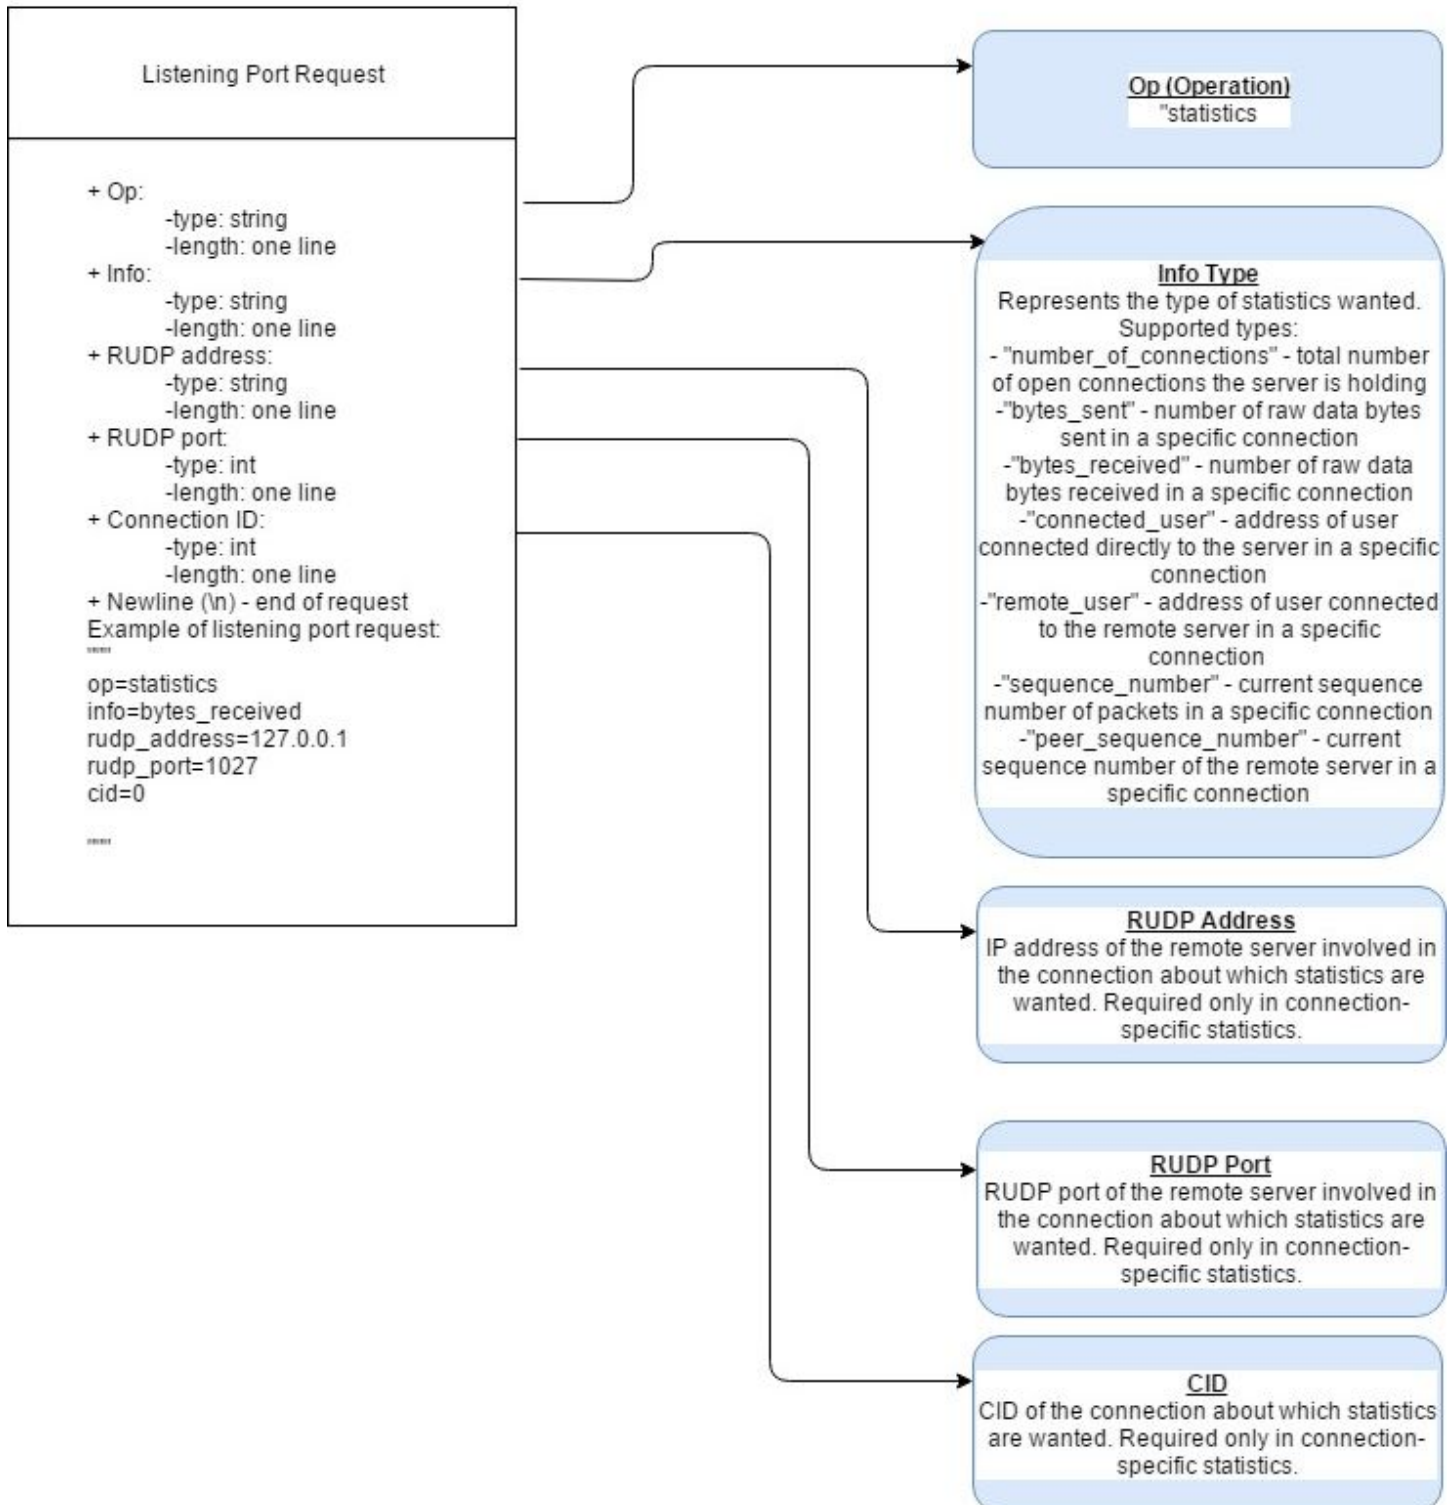 Listening Port Request
+ Op:
-type: string
-length: one line
+ Info:
-type: string
-length: one line
+ RUDP address:
-type: string
-length: one line
+ RUDP port:
-type: int
-length: one line
+ Connection ID:
-type: int
-length: one line
+ Newline (\n) - end of request
Example of listening port request:
"""
op=statistics
info=bytes_received
rudp_address=127.0.0.1
rudp_port=1027
cid=0
"""
Op (Operation)
"statistics
Info Type
Represents the type of statistics wanted.
Supported types:
- "number_of_connections" - total number
of open connections the server is holding
-"bytes_sent" - number of raw data bytes
sent in a specific connection
-"bytes_received" - number of raw data
bytes received in a specific connection
-"connected_user" - address of user
connected directly to the server in a specific
connection
-"remote_user" - address of user connected
to the remote server in a specific
connection
-"sequence_number" - current sequence
number of packets in a specific connection
-"peer_sequence_number" - current
sequence number of the remote server in a
specific connection
RUDP Address
IP address of the remote server involved in
the connection about which statistics are
wanted. Required only in connection-
specific statistics.
RUDP Port
RUDP port of the remote server involved in
the connection about which statistics are
wanted. Required only in connection-
specific statistics.
CID
CID of the connection about which statistics
are wanted. Required only in connection-
specific statistics.